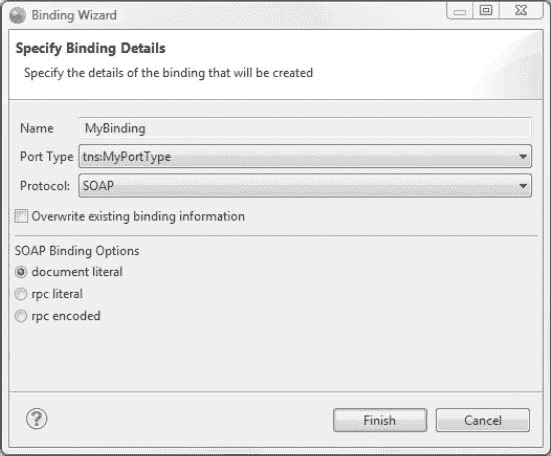 Binding Wizard
Specify Binding Details
Specify the details of the binding that will be created
Name MyBinding
Port Type tns:MyPortType
Protocol: SOAP
Overwrite existing binding information
SOAP Binding Options
document literal
rpc literal
rpc encoded
? Finish Cancel